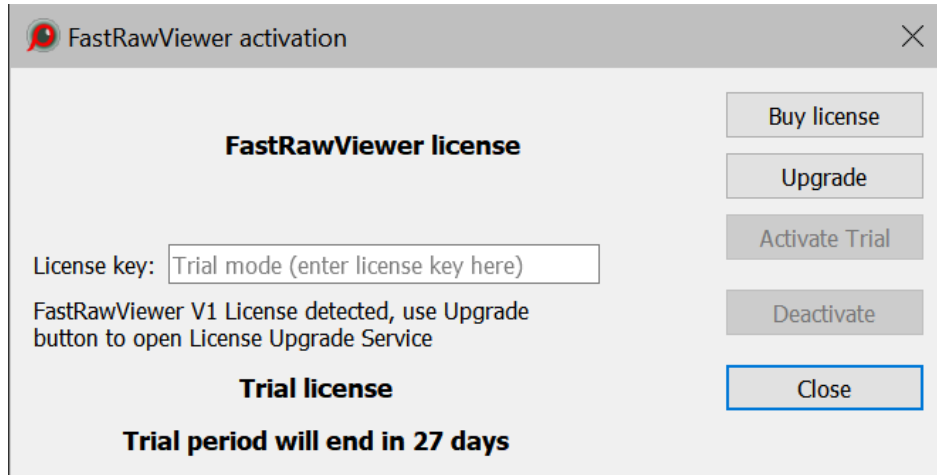 FastRawViewer activation
Buy license
FastRawViewer license
Upgrade
Activate Trial
License key: Trial mode (enter license key here)
FastRawViewer V1 License detected, use Upgrade
button to open License Upgrade Service
Deactivate
Trial license
Close
Trial period will end in 27 days